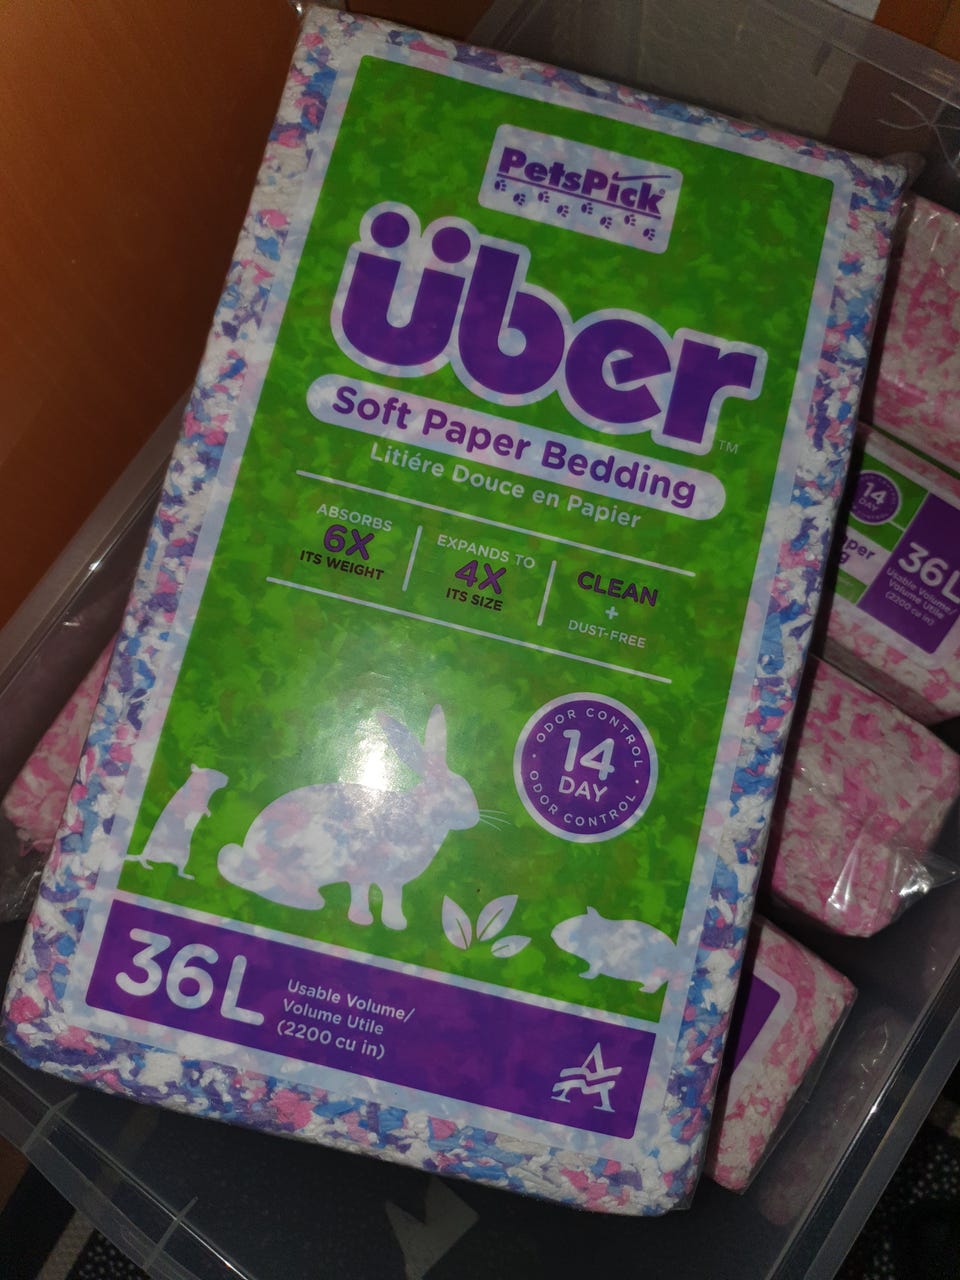 PetsPick®
über™
Soft Paper Bedding
Litiére Douce en Papier
ABSORBS
6X
ITS WEIGHT
EXPANDS TO
4X
ITS SIZE
CLEAN
+
DUST-FREE
ODOR CONTROL
14
DAY
ODOR CONTROL
36L
Usable Volume/
Volume Utile
(2200 cu in)
14
DAY
36L
Usable Volume/
Volume Utile
(2200 cu in)